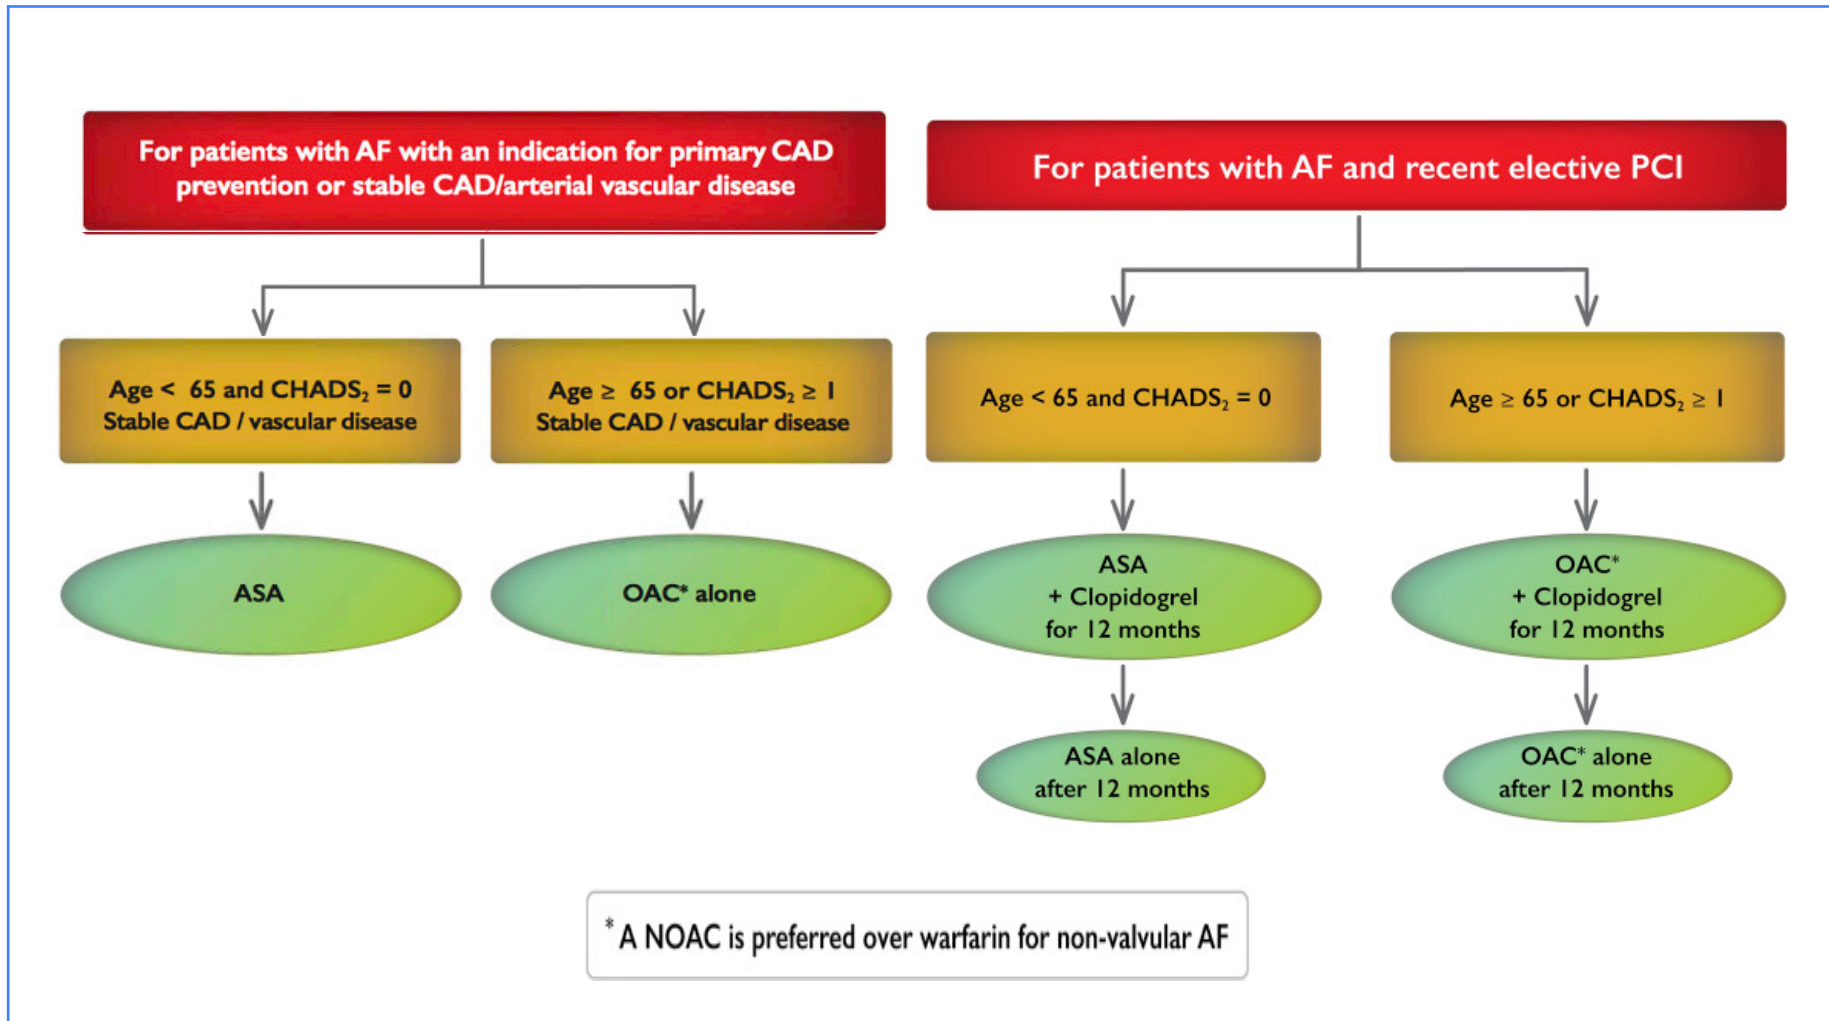 For patients with AF with an indication for primary CAD
prevention or stable CAD/arterial vascular disease
Age < 65 and CHADS₂ = 0
Stable CAD / vascular disease
Age ≥ 65 or CHADS₂ ≥ 1
Stable CAD / vascular disease
ASA
OAC* alone
For patients with AF and recent elective PCI
Age < 65 and CHADS₂ = 0
Age ≥ 65 or CHADS₂ ≥ 1
ASA
+ Clopidogrel
for 12 months
OAC*
+ Clopidogrel
for 12 months
ASA alone
after 12 months
OAC* alone
after 12 months
* A NOAC is preferred over warfarin for non-valvular AF